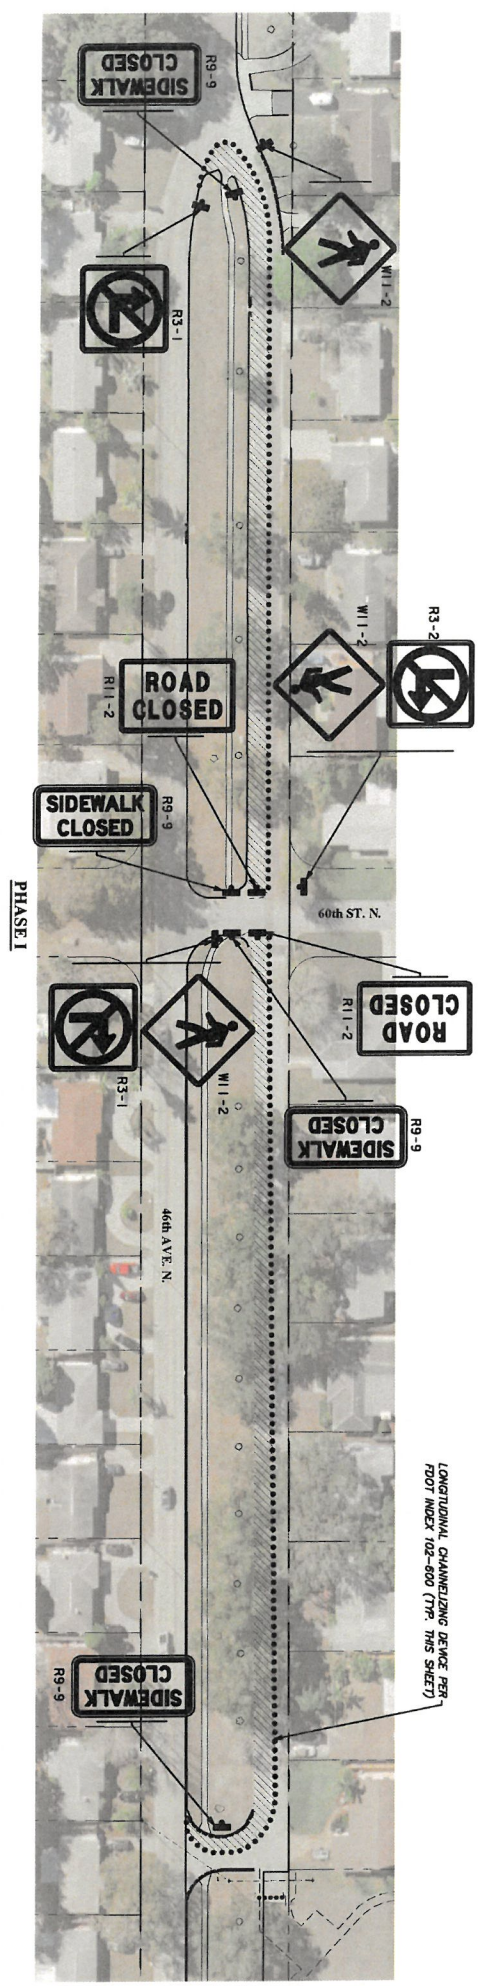 SIDEWALK
CLOSED
R9-9
W11-2
R3-1
R3-2
W11-2
ROAD
CLOSED
R11-2
SIDEWALK
CLOSED
R9-9
PHASE I
60th ST. N.
ROAD
CLOSED
R11-2
W11-2
R3-1
SIDEWALK
CLOSED
R9-9
46th AVE. N.
LONGITUDINAL CHANNELIZING DEVICE PER
FDOT INDEX 102-600 (TYP. THIS SHEET)
SIDEWALK
CLOSED
R9-9